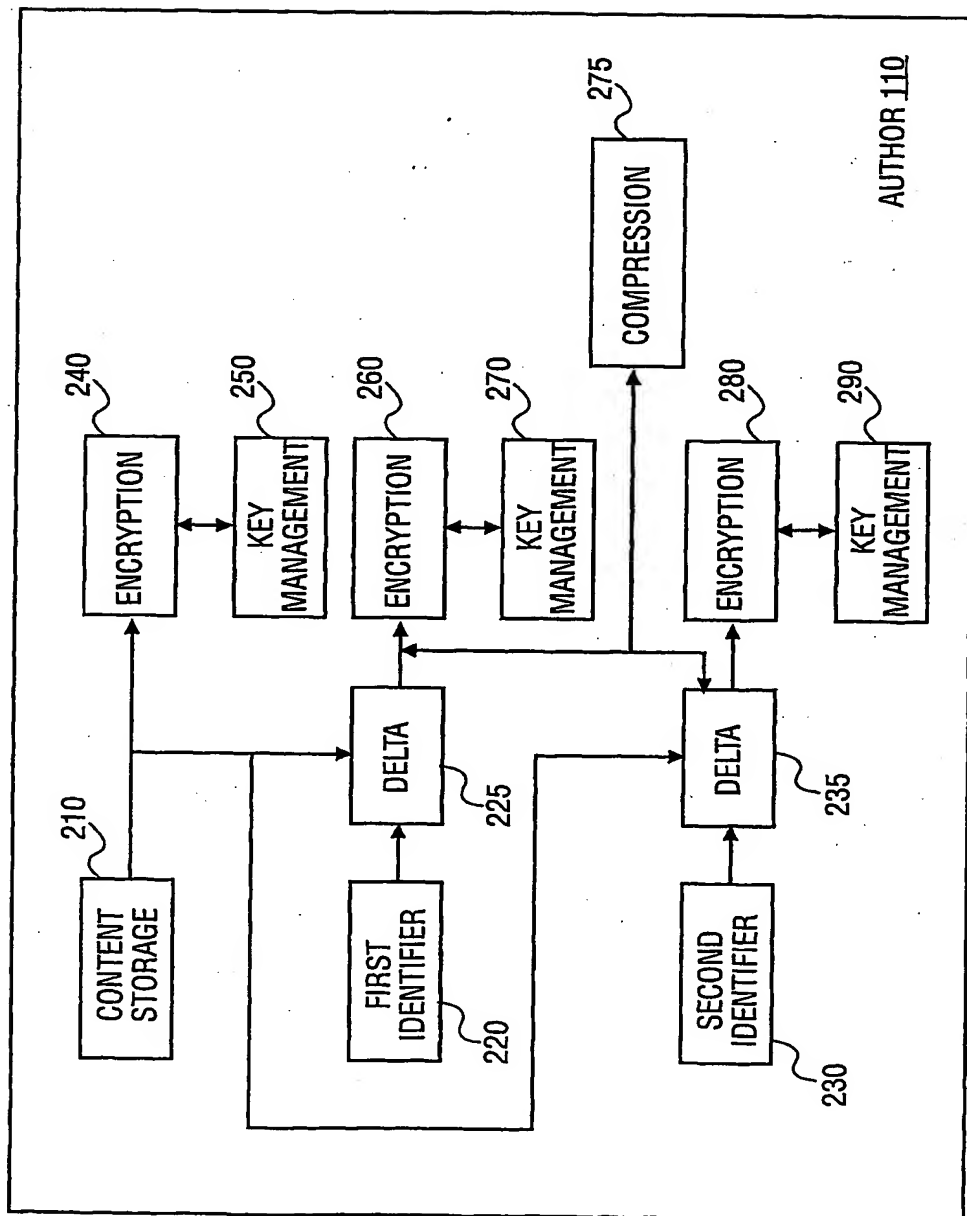 210
CONTENT
STORAGE
240
ENCRYPTION
250
KEY
MANAGEMENT
FIRST
IDENTIFIER
220
DELTA
225
260
ENCRYPTION
270
KEY
MANAGEMENT
275
COMPRESSION
SECOND
IDENTIFIER
230
DELTA
235
280
ENCRYPTION
290
KEY
MANAGEMENT
AUTHOR 110